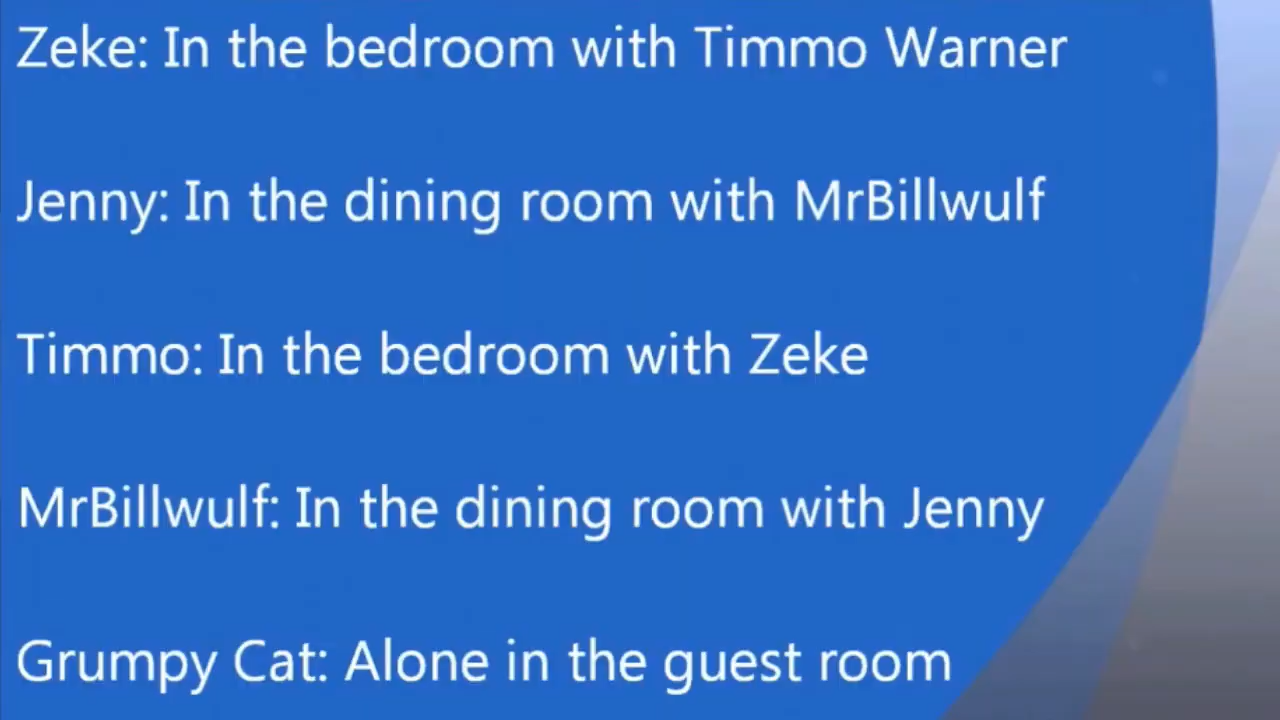 Zeke: In the bedroom with Timmo Warner
Jenny: In the dining room with MrBillwulf
Timmo: In the bedroom with Zeke
MrBillwulf: In the dining room with Jenny
Grumpy Cat: Alone in the guest room